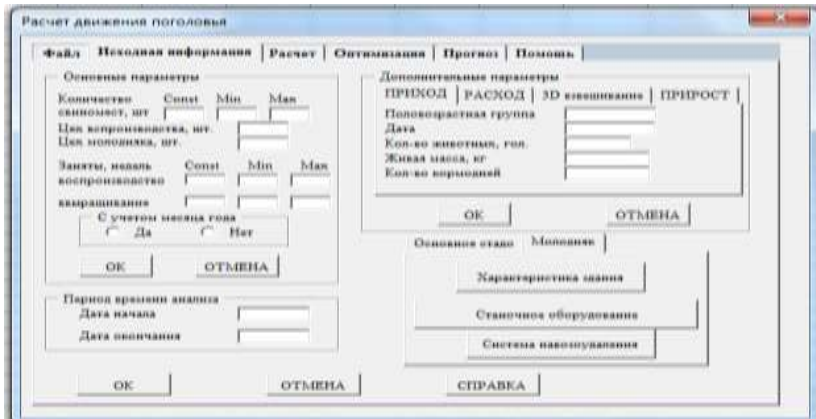 Расчет движения поголовья
Файл Исходная информация Расчет Оптимизация Прогноз Помощь
Основные параметры
Количество свиномест, шт Const Min Max
Цех вспроизводства, шт.
Цех молодняка, шт.
Заняты, недель Const Min Max
воспроизводство
выращивание
С учетом месяца года
Да Нет
ОК ОТМЕНА
Период времени анализа
Дата начала
Дата окончания
Дополнительные параметры
ПРИХОД РАСХОД 3D взвешивание ПРИРОСТ
Половозрастная группа
Дата
Кол-во животных, гол.
Живая масса, кг
Кол-во кормодней
ОК ОТМЕНА
Основное стадо Молодняк
Характеристика здания
Станочное оборудование
Система навозоудаления
ОК ОТМЕНА СПРАВКА